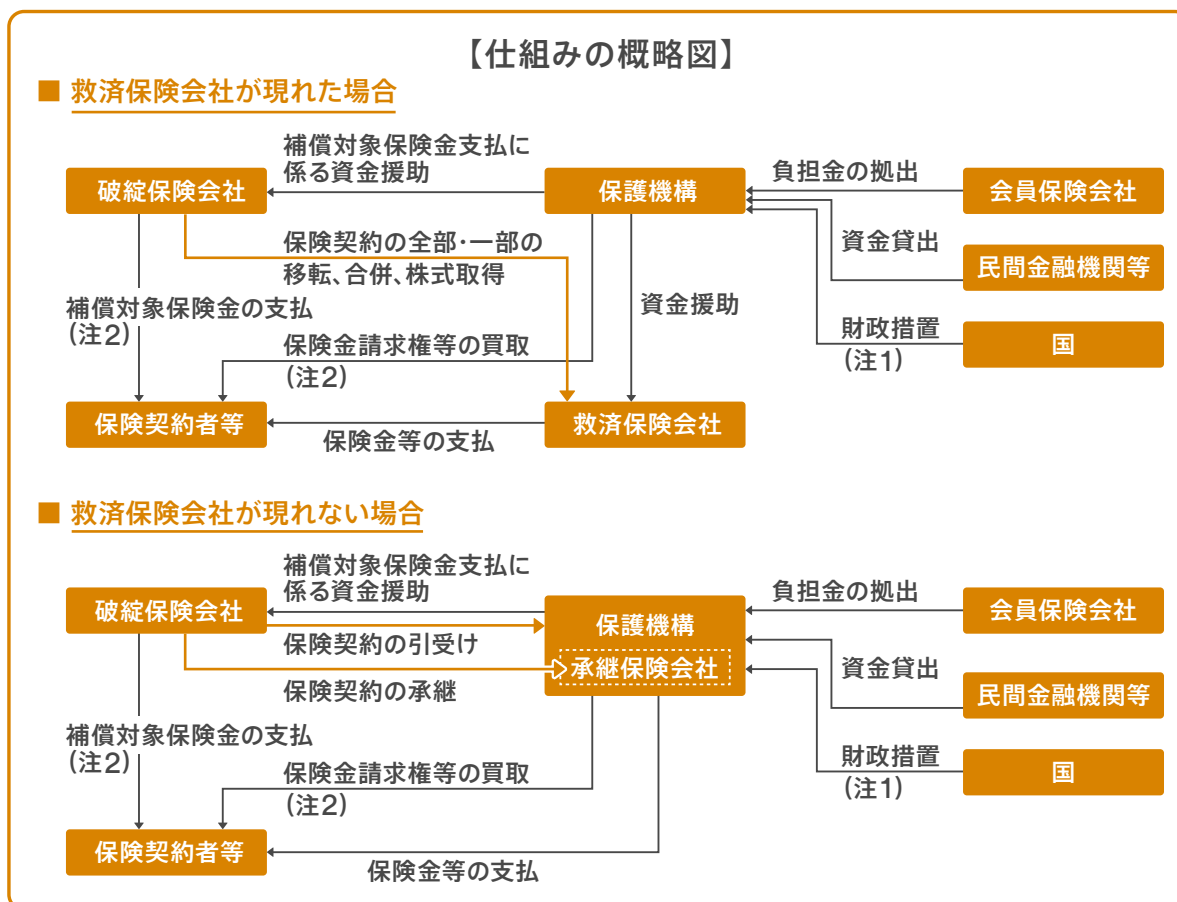 【仕組みの概略図】
■ 救済保険会社が現れた場合
補償対象保険金支払に
係る資金援助
破綻保険会社
保護機構
負担金の拠出
会員保険会社
保険契約の全部・一部の
移転、合併、株式取得
資金貸出
民間金融機関等
補償対象保険金の支払
(注2)
資金援助
保険金請求権等の買取
(注2)
財政措置
(注1)
国
保険契約者等
保険金等の支払
救済保険会社
■ 救済保険会社が現れない場合
補償対象保険金支払に
係る資金援助
破綻保険会社
保護機構
負担金の拠出
会員保険会社
保険契約の引受け
承継保険会社
保険契約の承継
資金貸出
民間金融機関等
補償対象保険金の支払
(注2)
保険金請求権等の買取
(注2)
財政措置
(注1)
国
保険契約者等
保険金等の支払